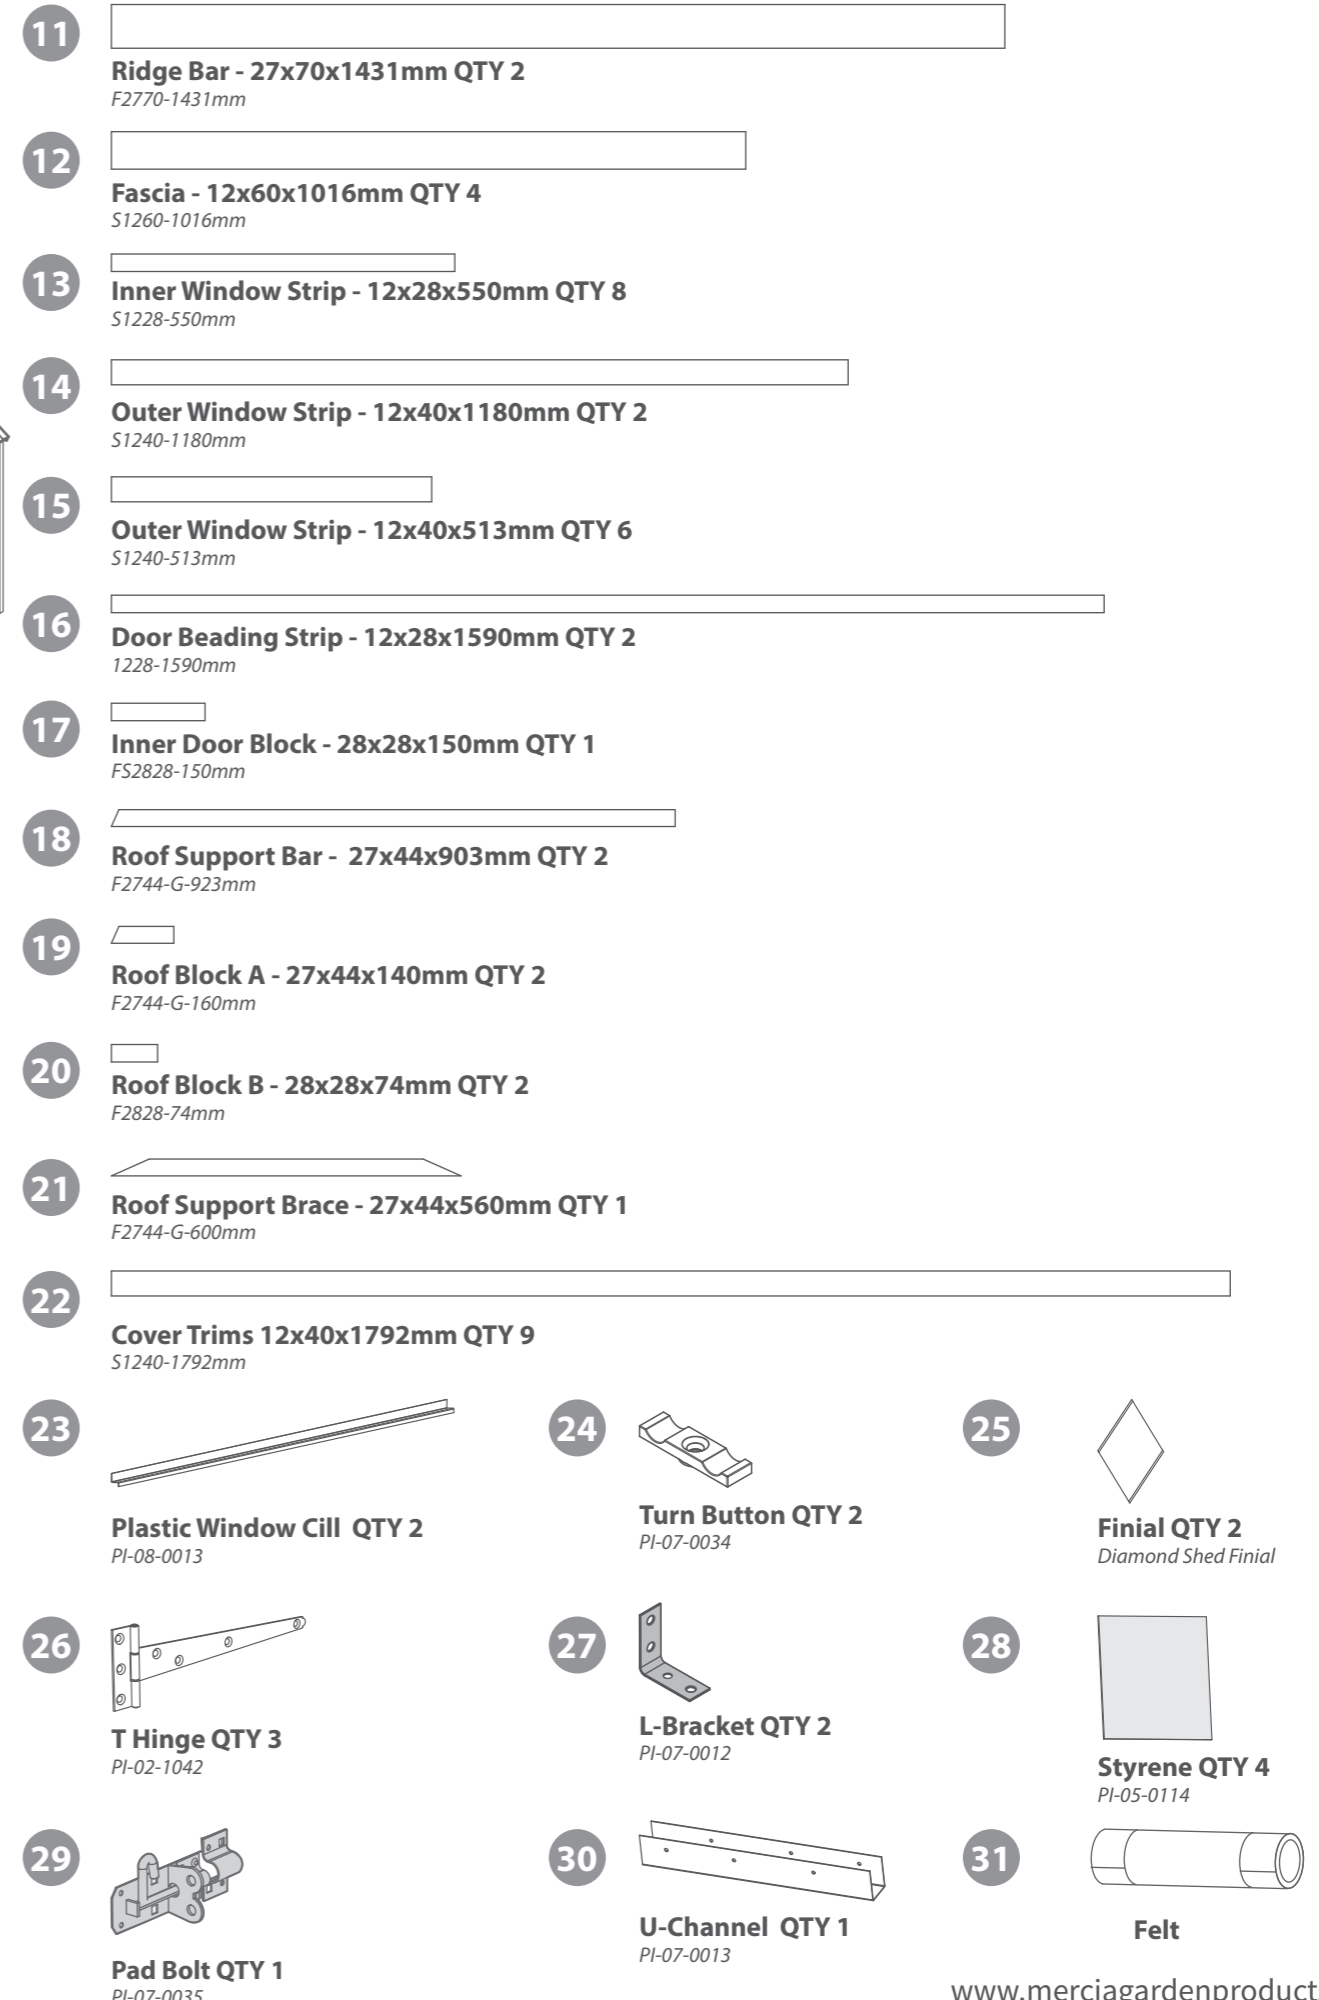 11
Ridge Bar - 27x70x1431mm QTY 2
F2770-1431mm
12
Fascia - 12x60x1016mm QTY 4
S1260-1016mm
13
Inner Window Strip - 12x28x550mm QTY 8
S1228-550mm
14
Outer Window Strip - 12x40x1180mm QTY 2
S1240-1180mm
15
Outer Window Strip - 12x40x513mm QTY 6
S1240-513mm
16
Door Beading Strip - 12x28x1590mm QTY 2
1228-1590mm
17
Inner Door Block - 28x28x150mm QTY 1
FS2828-150mm
18
Roof Support Bar - 27x44x903mm QTY 2
F2744-G-923mm
19
Roof Block A - 27x44x140mm QTY 2
F2744-G-160mm
20
Roof Block B - 28x28x74mm QTY 2
F2828-74mm
21
Roof Support Brace - 27x44x560mm QTY 1
F2744-G-600mm
22
Cover Trims 12x40x1792mm QTY 9
S1240-1792mm
23
Plastic Window Cill QTY 2
PI-08-0013
24
Turn Button QTY 2
PI-07-0034
25
Finial QTY 2
Diamond Shed Finial
26
T Hinge QTY 3
PI-02-1042
27
L-Bracket QTY 2
PI-07-0012
28
Styrene QTY 4
PI-05-0114
29
Pad Bolt QTY 1
PI-07-0035
30
U-Channel QTY 1
PI-07-0013
31
Felt
www.merciagardenproduct